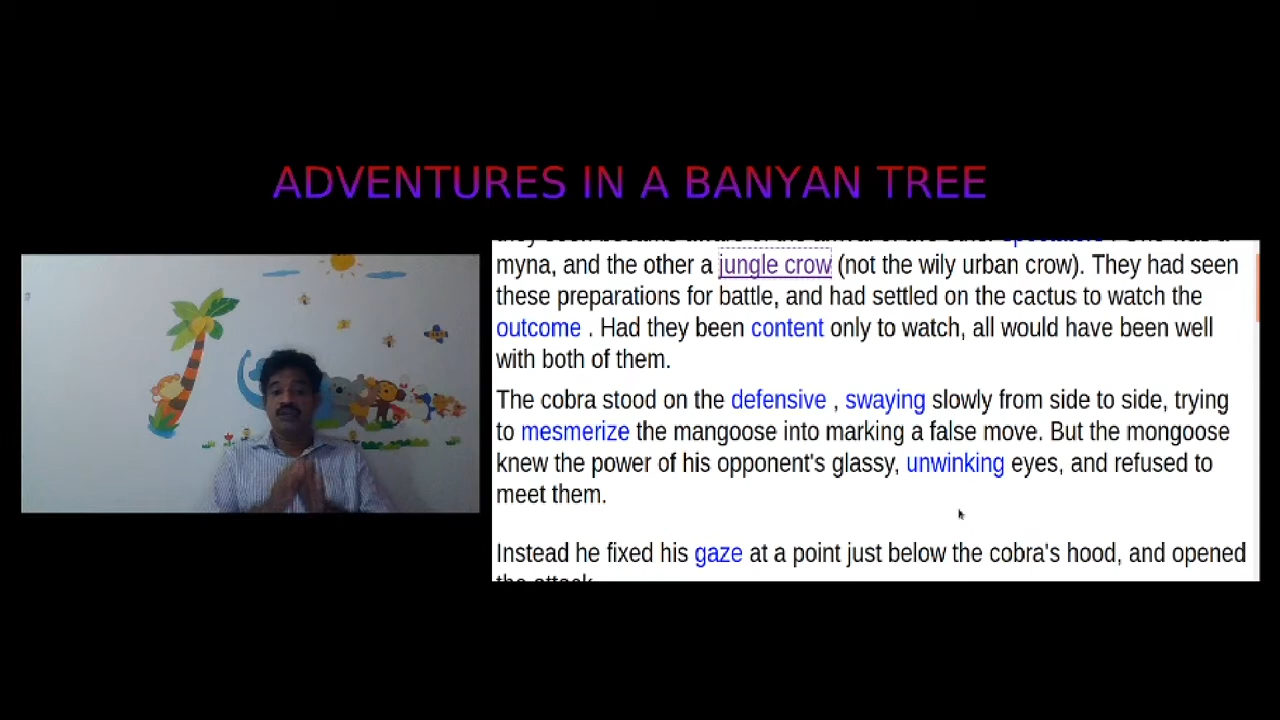 ADVENTURES IN A BANYAN TREE
myna, and the other a jungle crow (not the wily urban crow). They had seen
these preparations for battle, and had settled on the cactus to watch the
outcome . Had they been content only to watch, all would have been well
with both of them.
The cobra stood on the defensive , swaying slowly from side to side, trying
to mesmerize the mangoose into marking a false move. But the mongoose
knew the power of his opponent's glassy, unwinking eyes, and refused to
meet them.
Instead he fixed his gaze at a point just below the cobra's hood, and opened
the attack